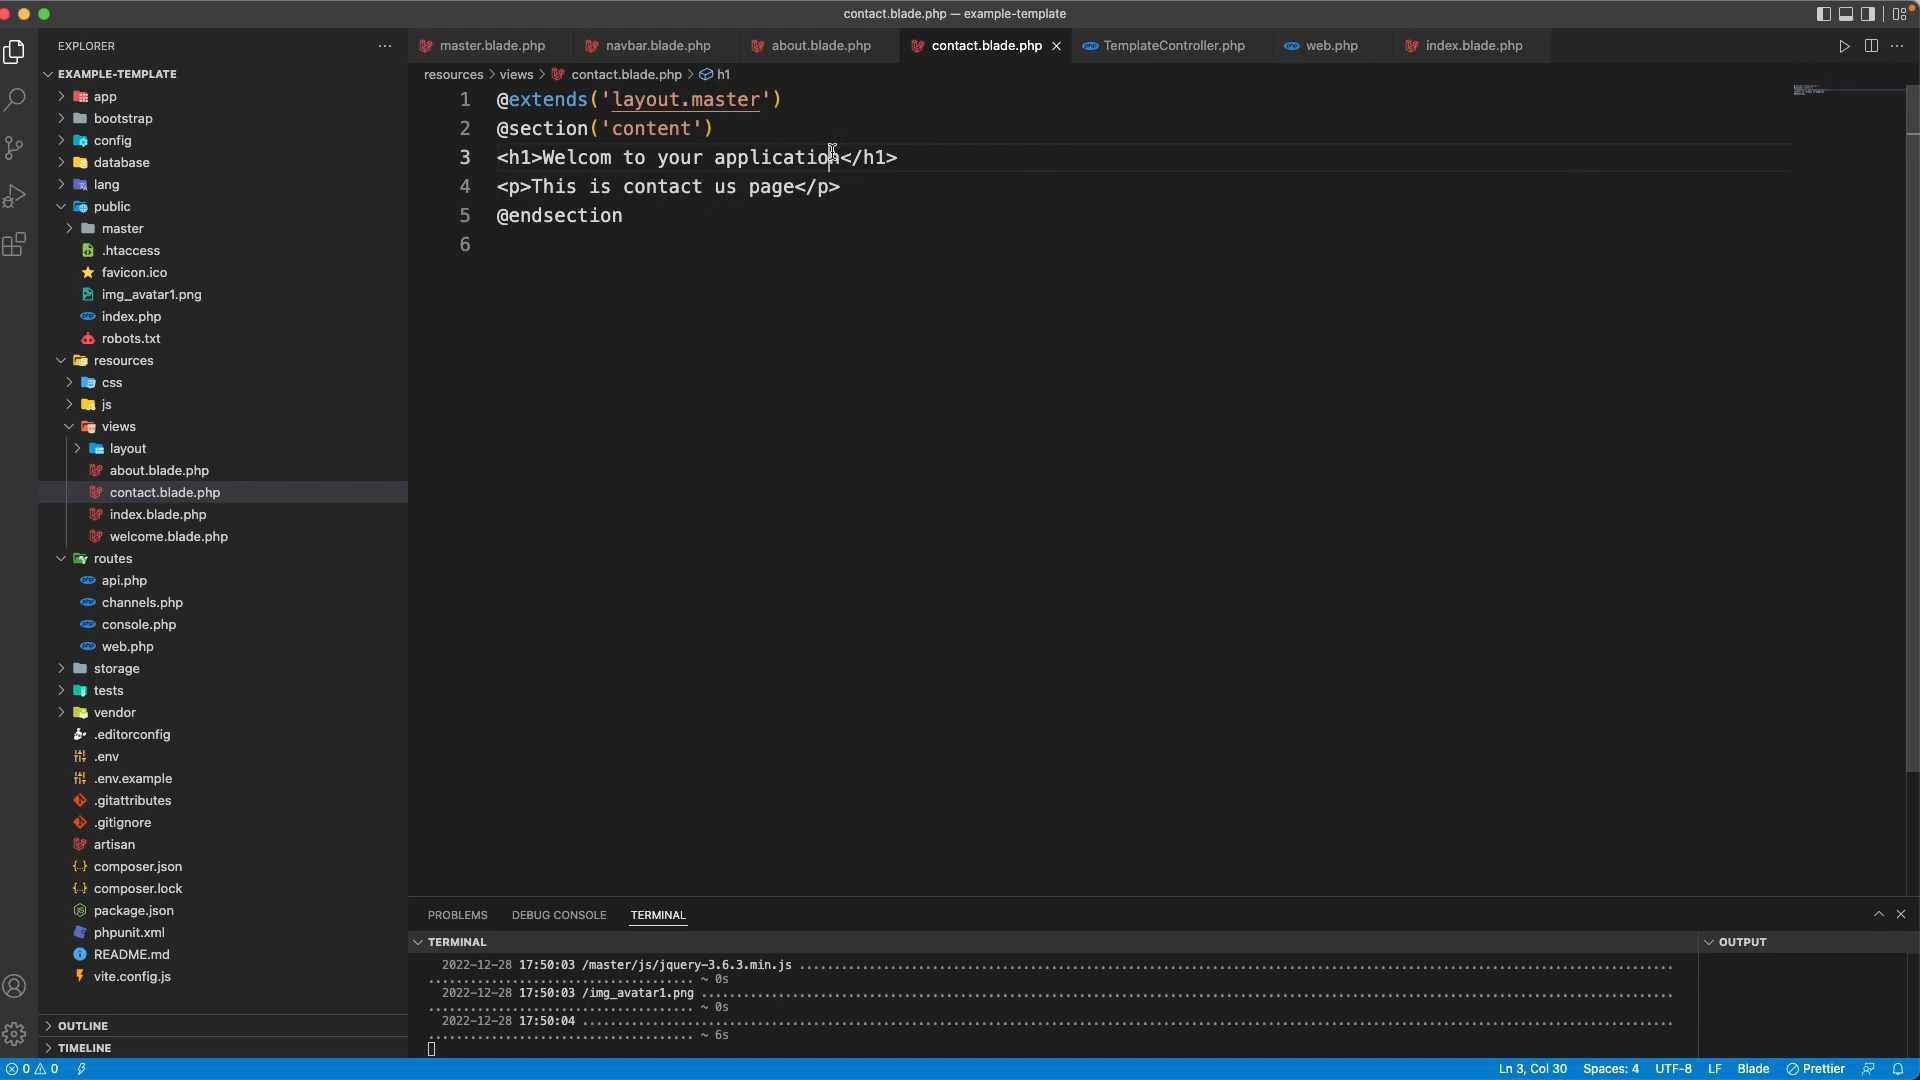 contact.blade.php — example-template
EXPLORER
EXAMPLE-TEMPLATE
app
bootstrap
config
database
lang
public
master
.htaccess
favicon.ico
img_avatar1.png
index.php
robots.txt
resources
css
js
views
layout
about.blade.php
contact.blade.php
index.blade.php
welcome.blade.php
routes
api.php
channels.php
console.php
web.php
storage
tests
vendor
.editorconfig
.env
.env.example
.gitattributes
.gitignore
artisan
composer.json
composer.lock
package.json
phpunit.xml
README.md
vite.config.js
OUTLINE
TIMELINE
master.blade.php navbar.blade.php about.blade.php contact.blade.php TemplateController.php web.php index.blade.php
resources > views > contact.blade.php > h1
1 @extends('layout.master')
2 @section('content')
3 <h1>Welcom to your application</h1>
4 <p>This is contact us page</p>
5 @endsection
6
PROBLEMS DEBUG CONSOLE TERMINAL
TERMINAL
2022-12-28 17:50:03 /master/js/jquery-3.6.3.min.js
~ 0s
2022-12-28 17:50:03 /img_avatar1.png
~ 0s
2022-12-28 17:50:04
~ 6s
OUTPUT
0 0 Ln 3, Col 30 Spaces: 4 UTF-8 LF Blade Prettier